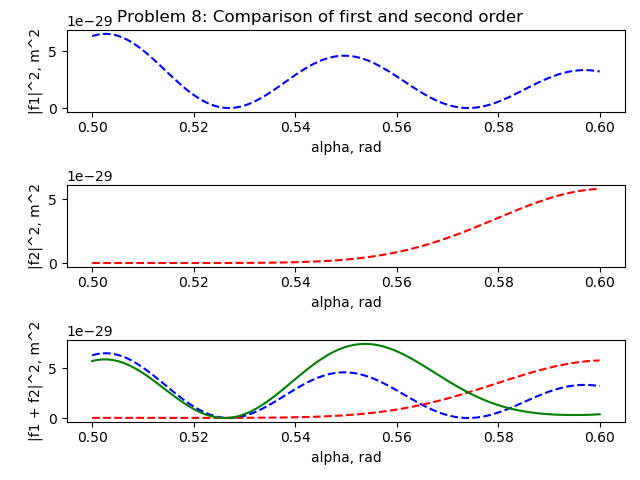 Problem 8: Comparison of first and second order
1e−29
|f1|^2, m^2
5
0
0.50 0.52 0.54 0.56 0.58 0.60
alpha, rad
1e−29
|f2|^2, m^2
5
0
0.50 0.52 0.54 0.56 0.58 0.60
alpha, rad
1e−29
|f1 + f2|^2, m^2
5
0
0.50 0.52 0.54 0.56 0.58 0.60
alpha, rad